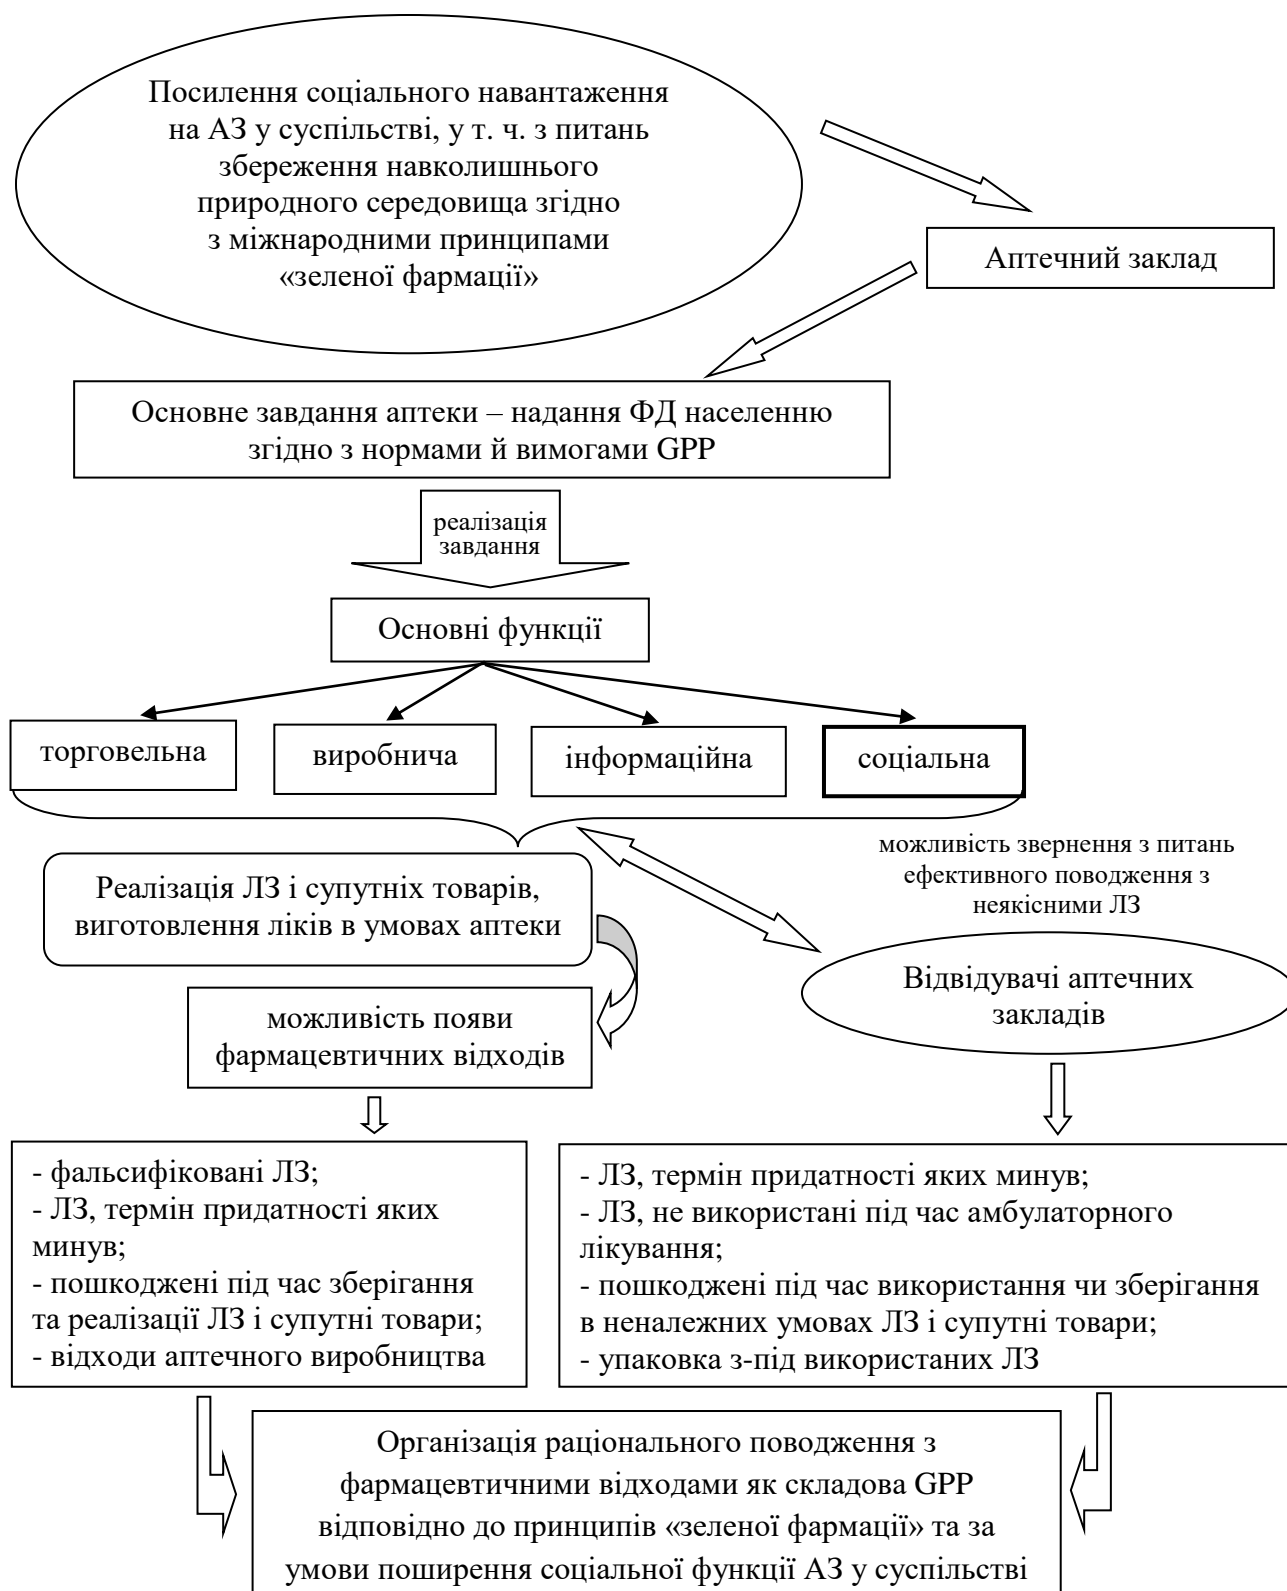 Посилення соціального навантаження
на АЗ у суспільстві, у т. ч. з питань
збереження навколишнього
природного середовища згідно
з міжнародними принципами
«зеленої фармації»
Аптечний заклад
Основне завдання аптеки – надання ФД населенню
згідно з нормами й вимогами GPP
реалізація
завдання
Основні функції
торговельна
виробнича
інформаційна
соціальна
можливість звернення з питань
ефективного поводження з
неякісними ЛЗ
Реалізація ЛЗ і супутніх товарів,
виготовлення ліків в умовах аптеки
Відвідувачі аптечних
закладів
можливість появи
фармацевтичних відходів
- фальсифіковані ЛЗ;
- ЛЗ, термін придатності яких
минув;
- пошкоджені під час зберігання
та реалізації ЛЗ і супутні товари;
- відходи аптечного виробництва
- ЛЗ, термін придатності яких минув;
- ЛЗ, не використані під час амбулаторного
лікування;
- пошкоджені під час використання чи зберігання
в неналежних умовах ЛЗ і супутні товари;
- упаковка з-під використаних ЛЗ
Організація раціонального поводження з
фармацевтичними відходами як складова GPP
відповідно до принципів «зеленої фармації» та за
умови поширення соціальної функції АЗ у суспільстві